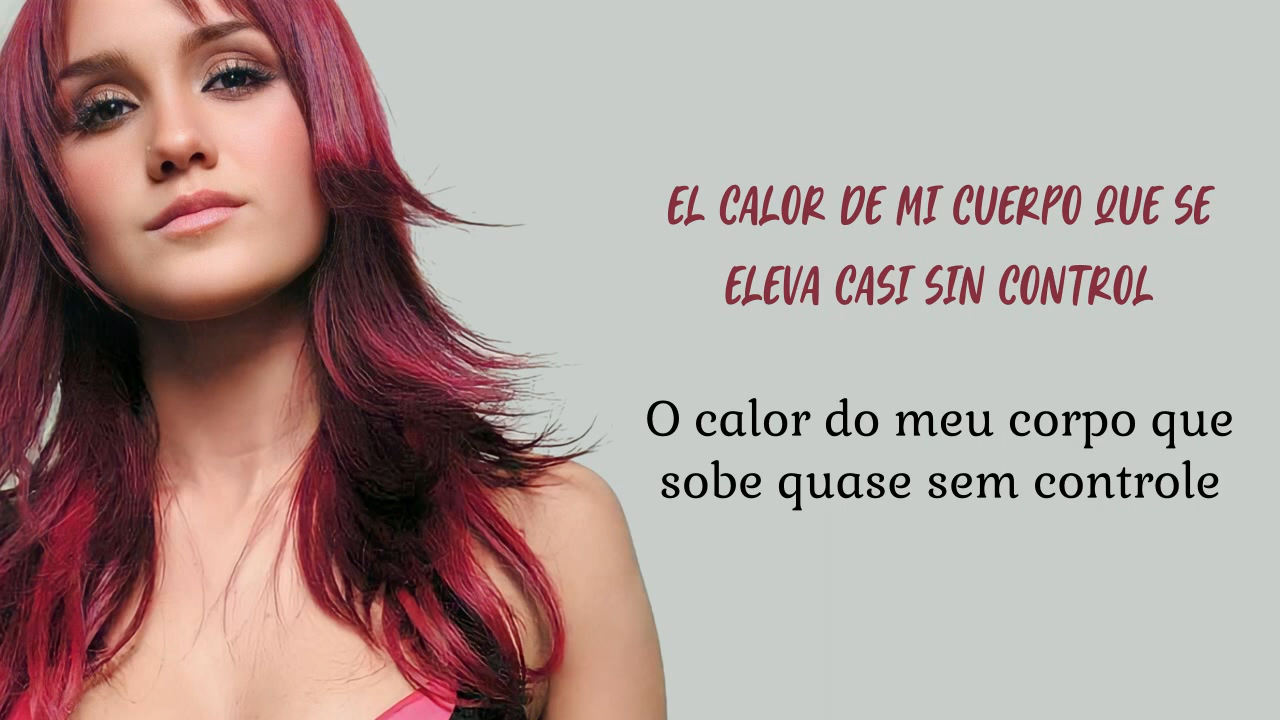 EL CALOR DE MI CUERPO QUE SE
ELEVA CASI SIN CONTROL
O calor do meu corpo que
sobe quase sem controle